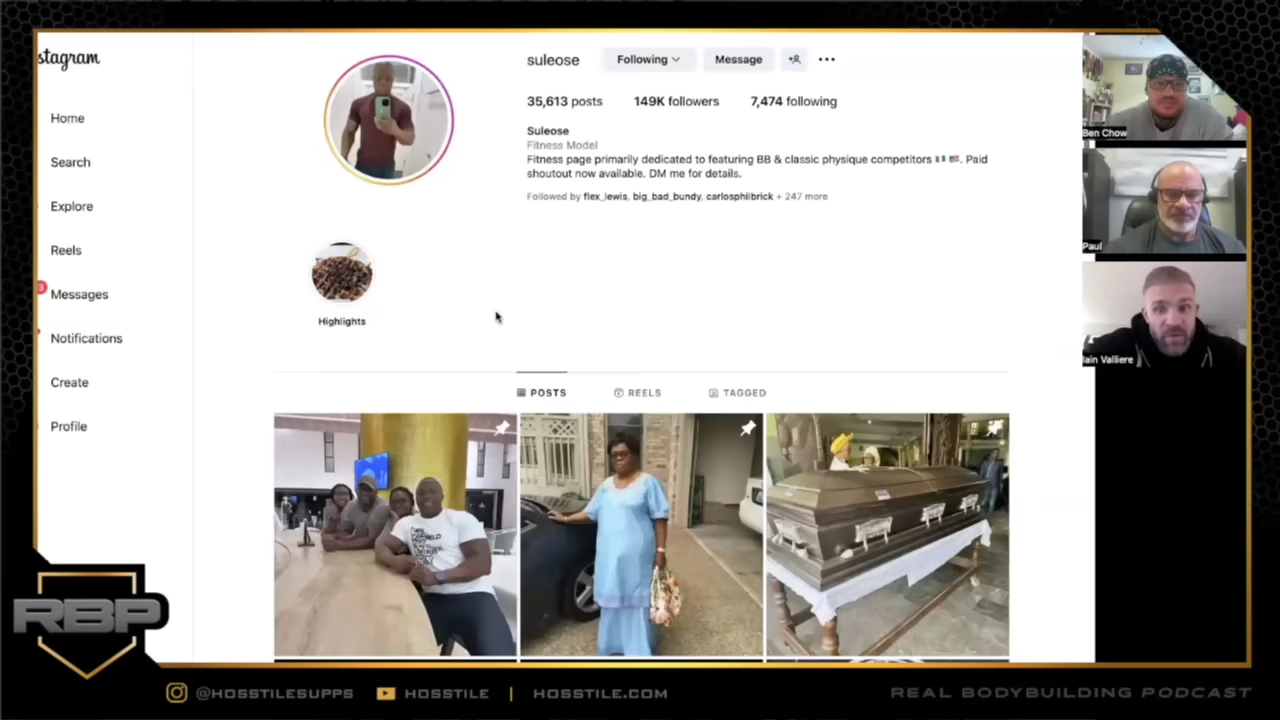 stagram
Home
Search
Explore
Reels
Messages
Notifications
Create
Profile
suleose
Following
Message
35,613 posts 149K followers 7,474 following
Suleose
Fitness Model
Fitness page primarily dedicated to featuring BB & classic physique competitors 🇳🇬 🇺🇸. Paid
shoutout now available. DM me for details.
Followed by flex_lewis, big_bad_bundy, carlosphilbrick + 247 more
Highlights
POSTS REELS TAGGED
Ben Chow
Paul
lain Valliere
RBP
@HOSSTILESUPPS HOSSTILE | HOSSTILE.COM
REAL BODYBUILDING PODCAST